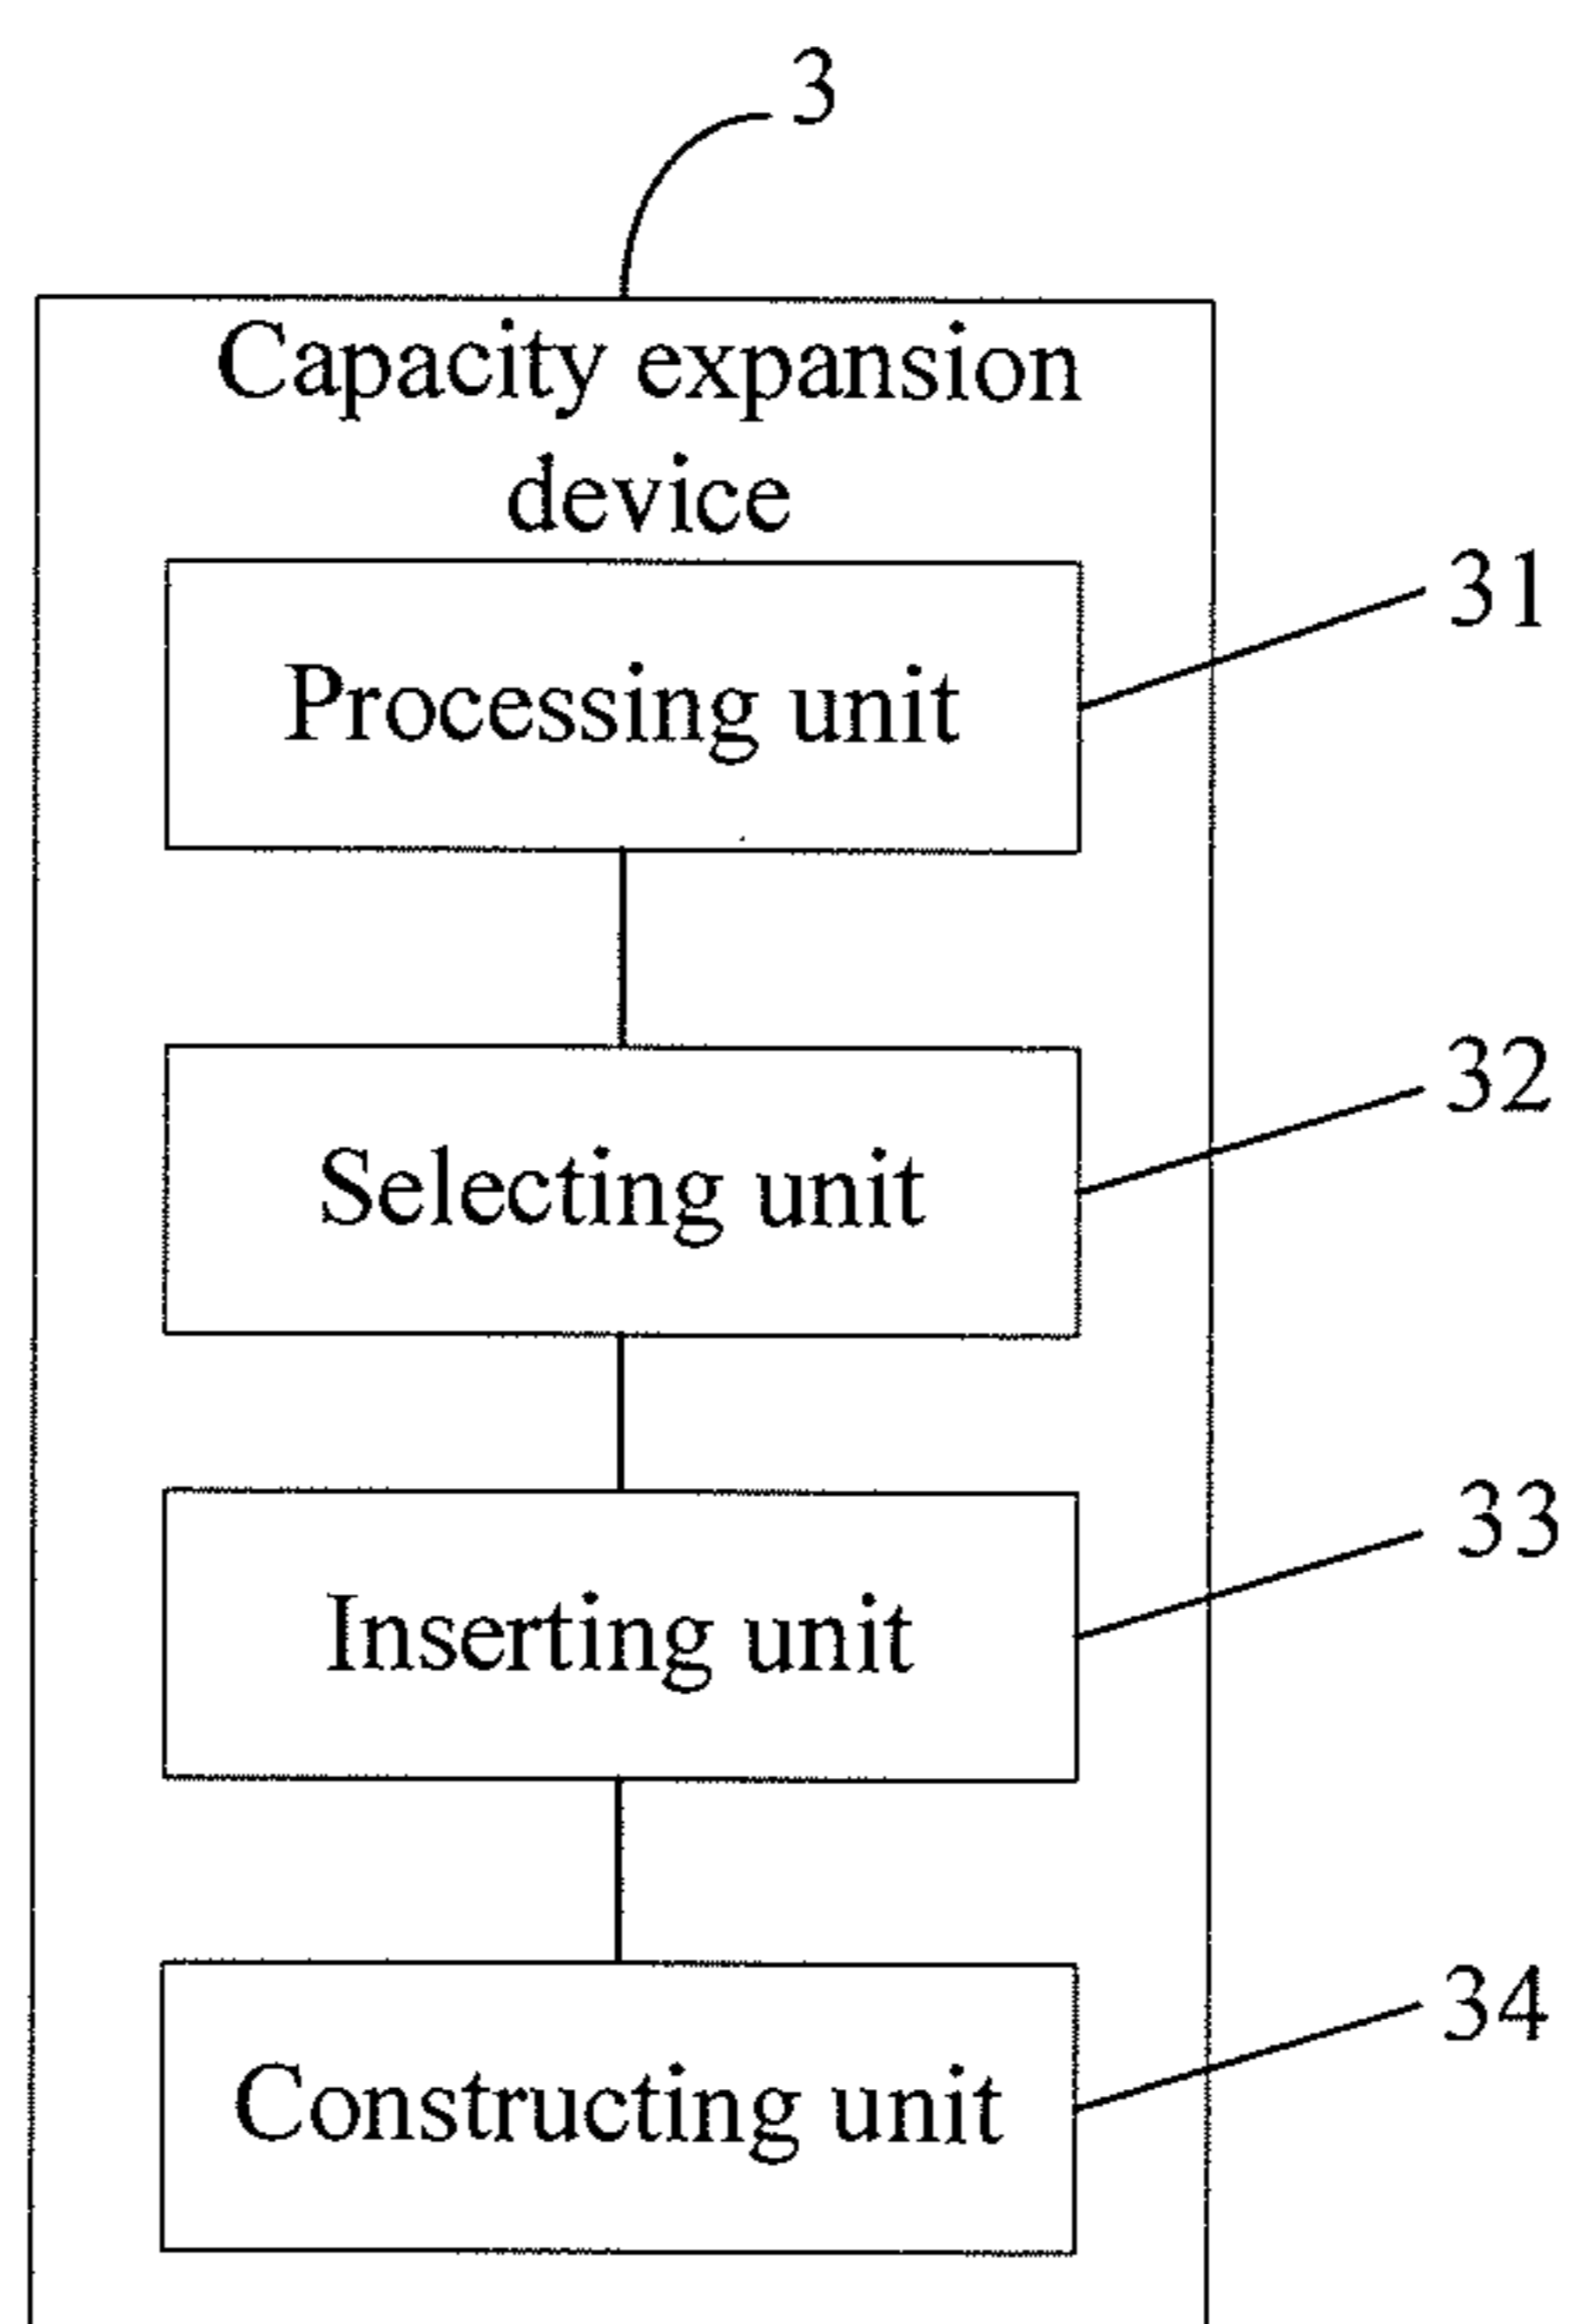 3
Capacity expansion
device
31
Processing unit
32
Selecting unit
33
Inserting unit
34
Constructing unit